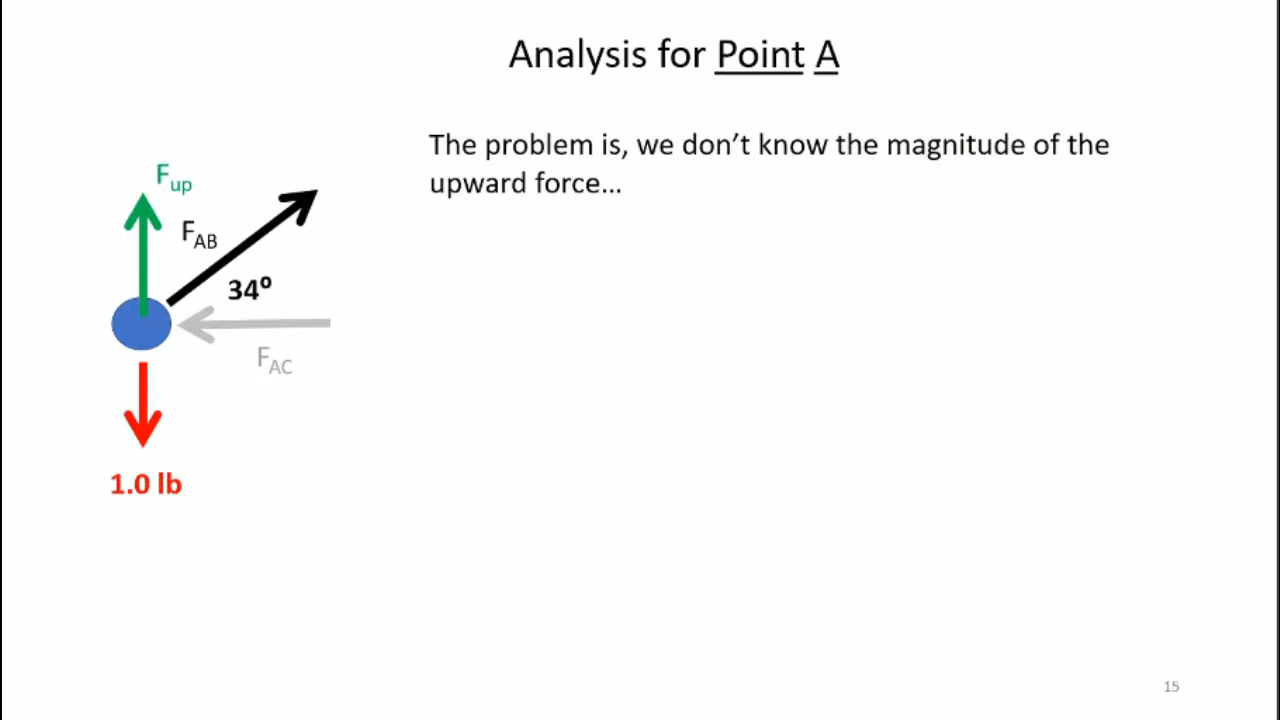 Analysis for Point A
The problem is, we don’t know the magnitude of the
upward force…
Fup
FAB
34º
FAC
1.0 lb
15